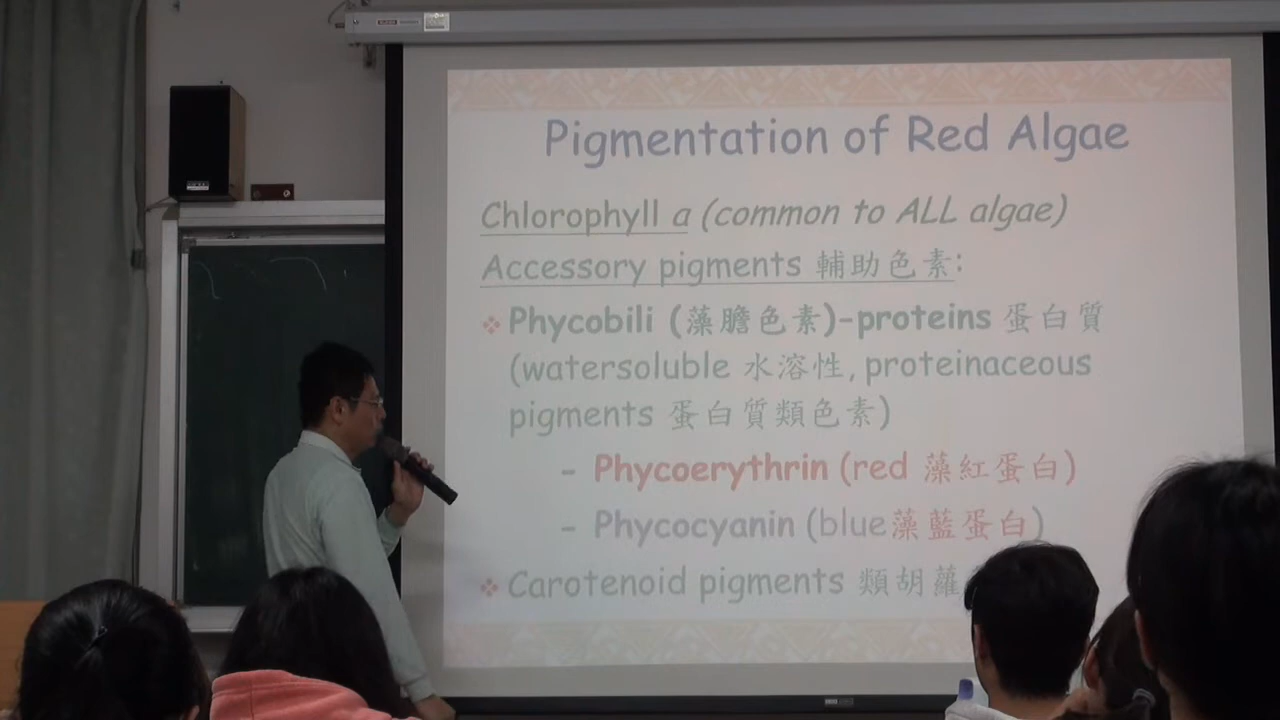 Pigmentation of Red Algae
Chlorophyll a (common to ALL algae)
Accessory pigments 輔助色素:
❖ Phycobili (藻膽色素)-proteins 蛋白質
(watersoluble 水溶性, proteinaceous
pigments 蛋白質類色素)
- Phycoerythrin (red 藻紅蛋白)
- Phycocyanin (blue藻藍蛋白)
❖ Carotenoid pigments 類胡蘿